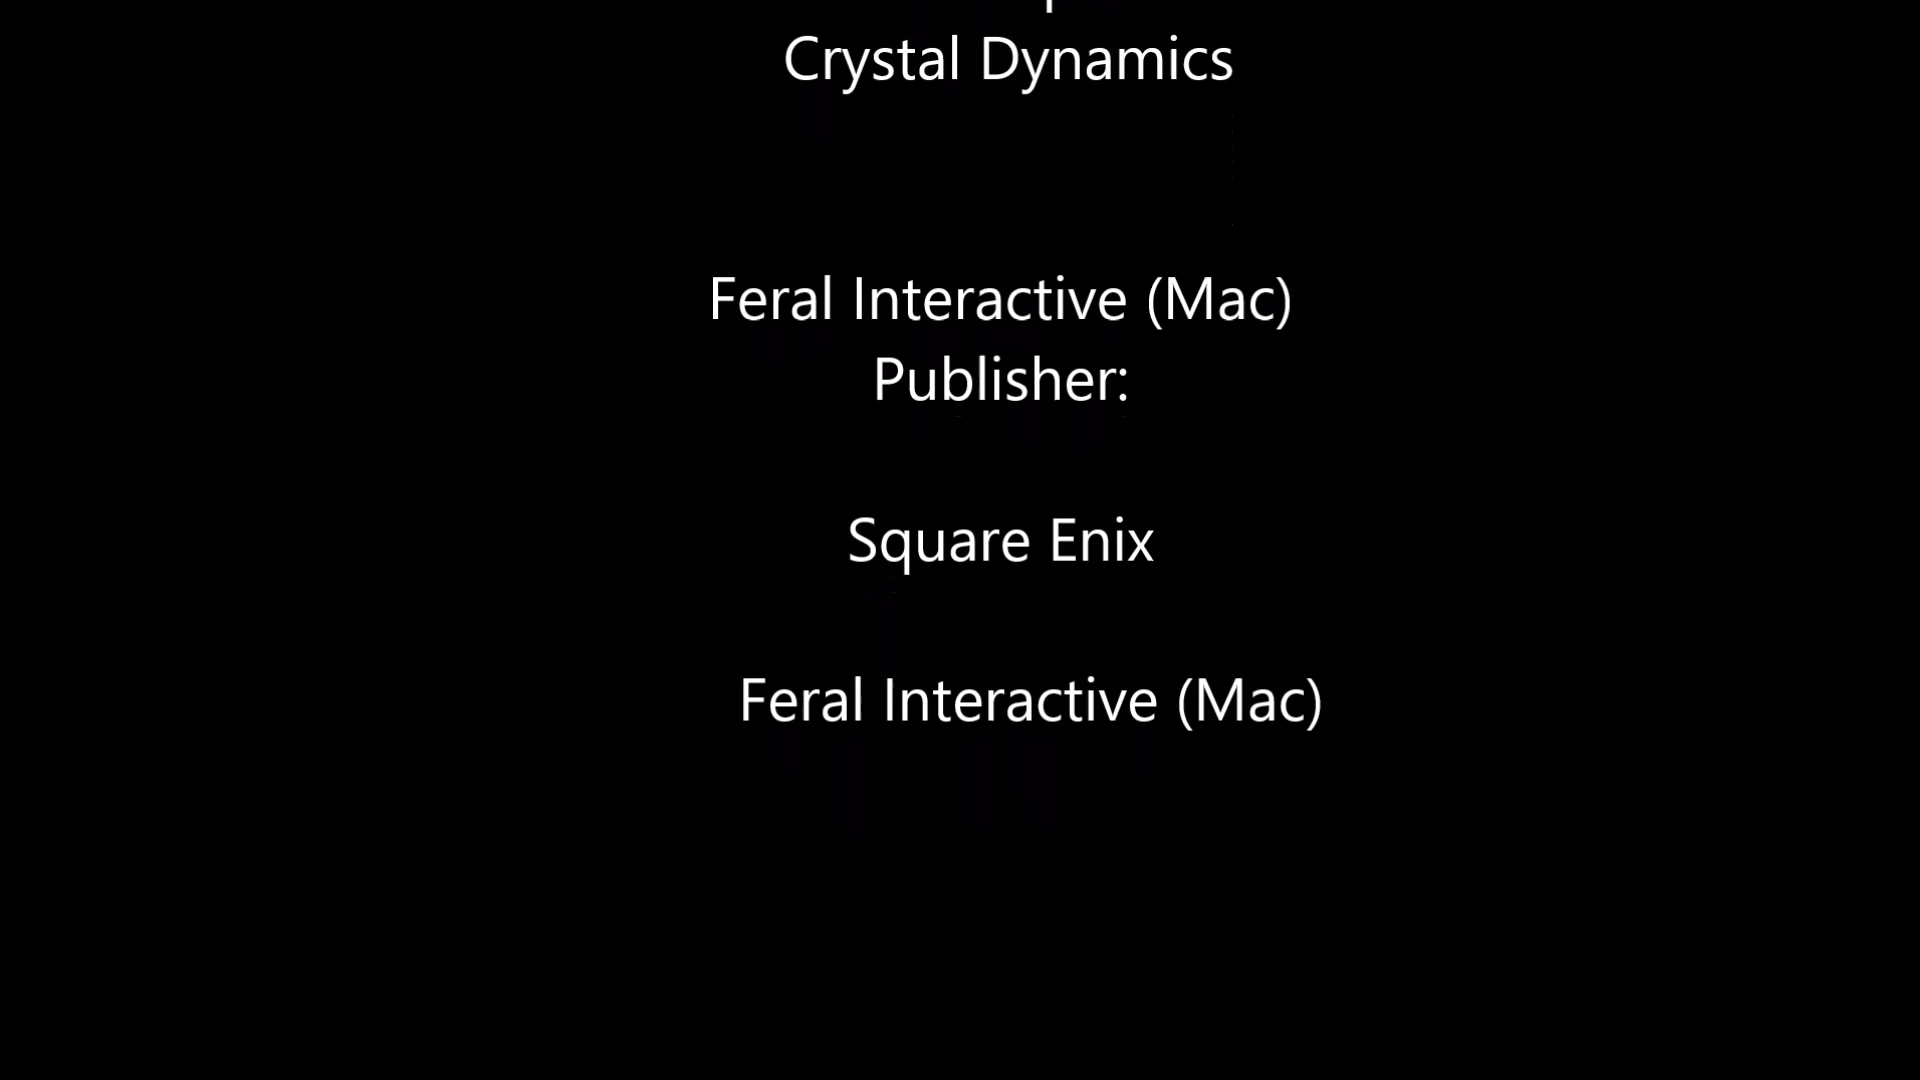 Crystal Dynamics
Feral Interactive (Mac)
Publisher:
Square Enix
Feral Interactive (Mac)